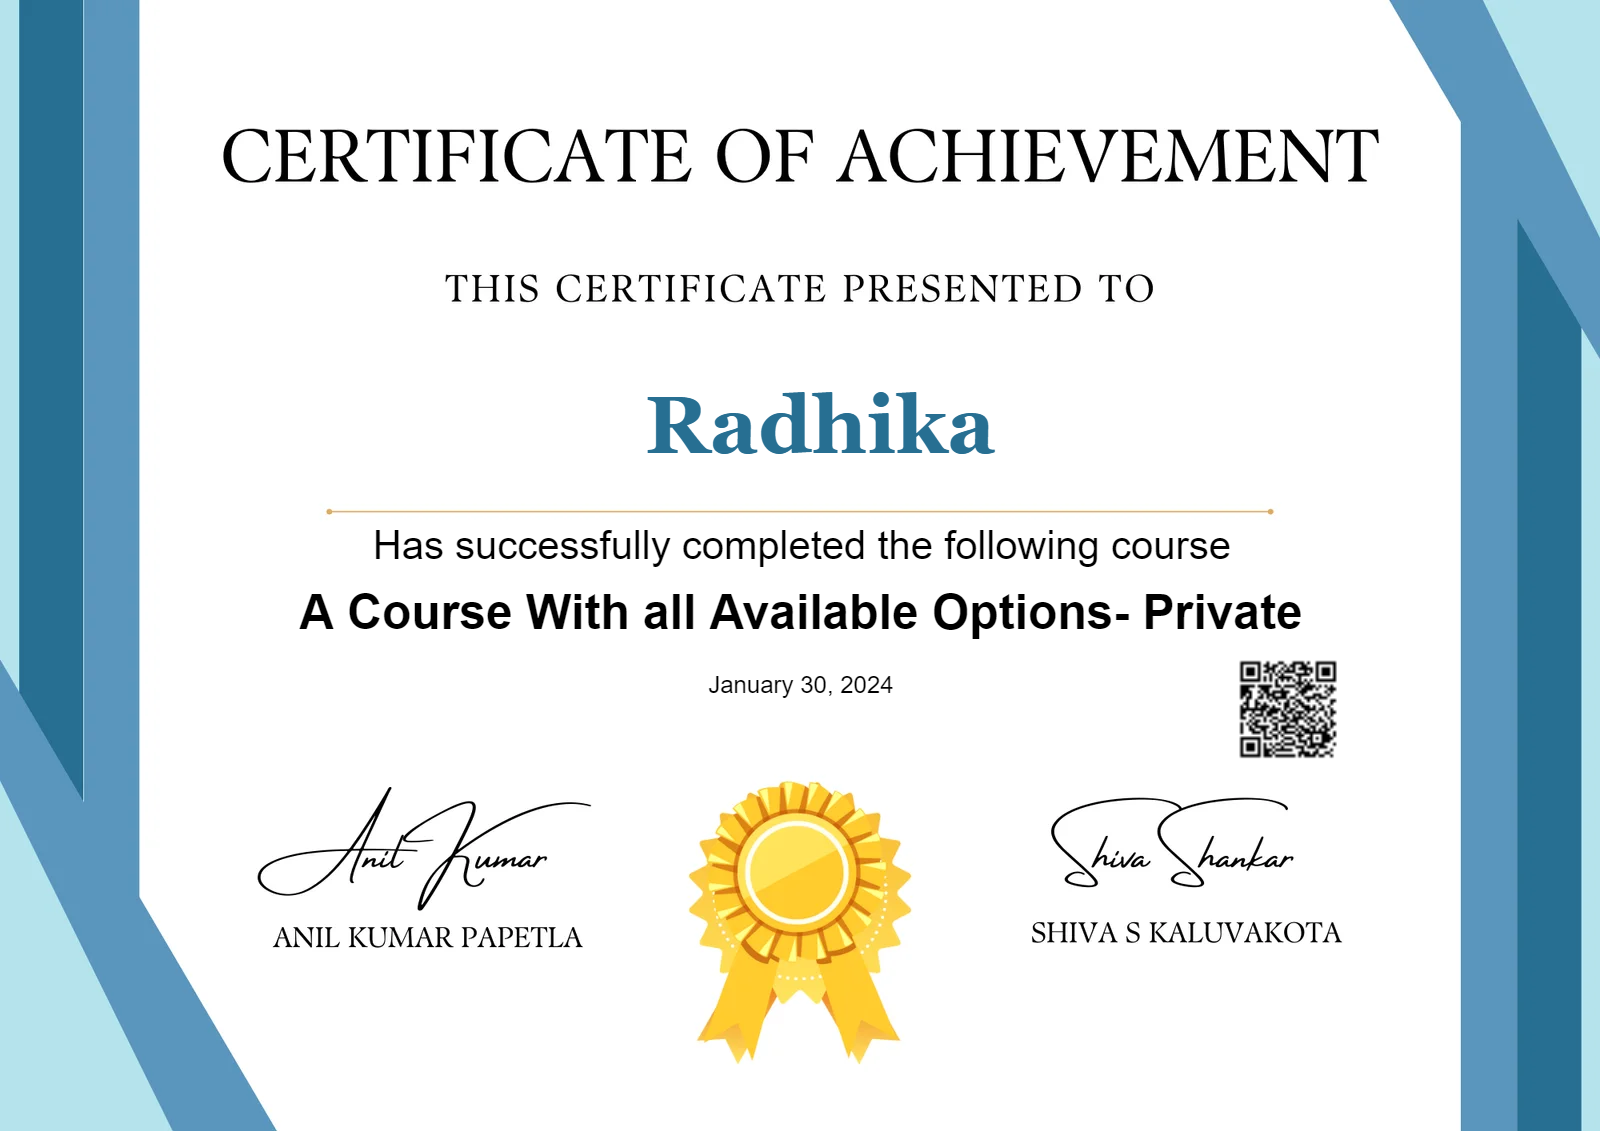 CERTIFICATE OF ACHIEVEMENT
THIS CERTIFICATE PRESENTED TO
Radhika
Has successfully completed the following course
A Course With all Available Options- Private
January 30, 2024
Anil Kumar
Shiva Shankar
ANIL KUMAR PAPETLA
SHIVA S KALUVAKOTA